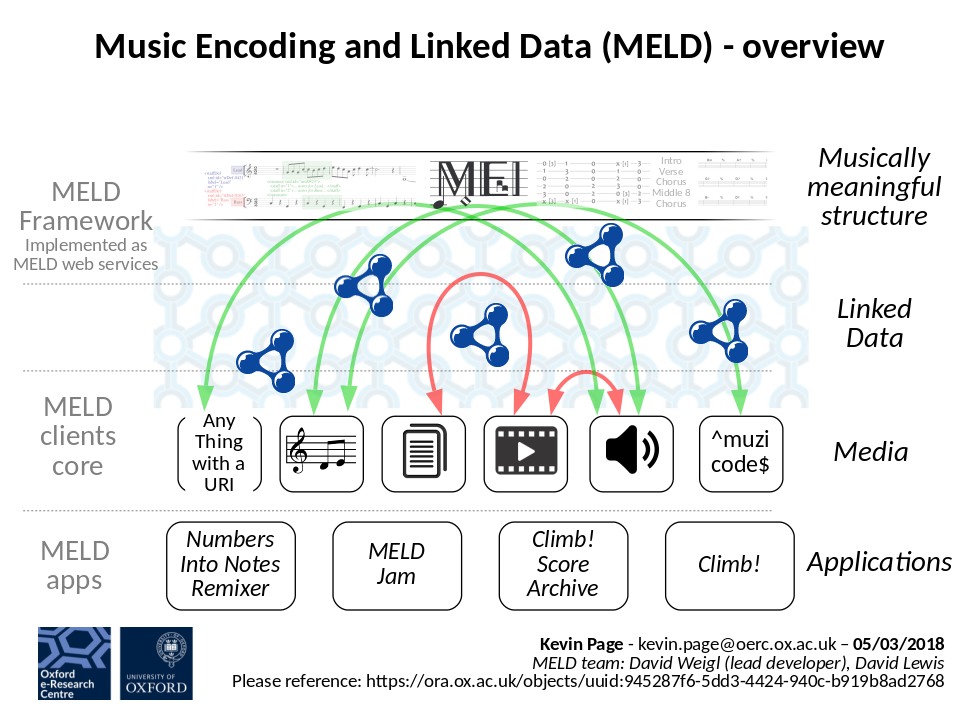 Music Encoding and Linked Data (MELD) - overview
MELD
Framework
Implemented as
MELD web services
MEI
Intro
Verse
Chorus
Middle 8
Chorus
Musically
meaningful
structure
Linked
Data
MELD
clients
core
Any
Thing
with a
URI
^muzi
code$
Media
MELD
apps
Numbers
Into Notes
Remixer
MELD
Jam
Climb!
Score
Archive
Climb!
Applications
Oxford
e-Research
Centre
UNIVERSITY OF
OXFORD
Kevin Page - kevin.page@oerc.ox.ac.uk – 05/03/2018
MELD team: David Weigl (lead developer), David Lewis
Please reference: https://ora.ox.ac.uk/objects/uuid:945287f6-5dd3-4424-940c-b919b8ad2768